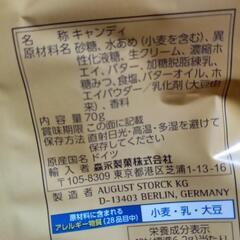 名 称 キャンディ
原材料名 砂糖、水あめ(小麦を含む)、異
性化液糖、生クリーム、濃縮ホ
エイ、バター、加糖脱脂練乳、
糖みつ、食塩、バターオイル、ホ
エイパウダー／乳化剤(大豆由
来)、香料
内容量 70g
賞味期限 この面に記載
保存方法 直射日光・高温・多湿を避けて
保存してください
原産国名 ドイツ
輸入者 森永製菓株式会社
〒105-8309 東京都港区芝浦1-13-16
製造者 AUGUST STORCK KG
D-13403 BERLIN, GERMANY
原材料に含まれる
アレルギー物質(28品目中)
小麦・乳・大豆
栄養成分表示